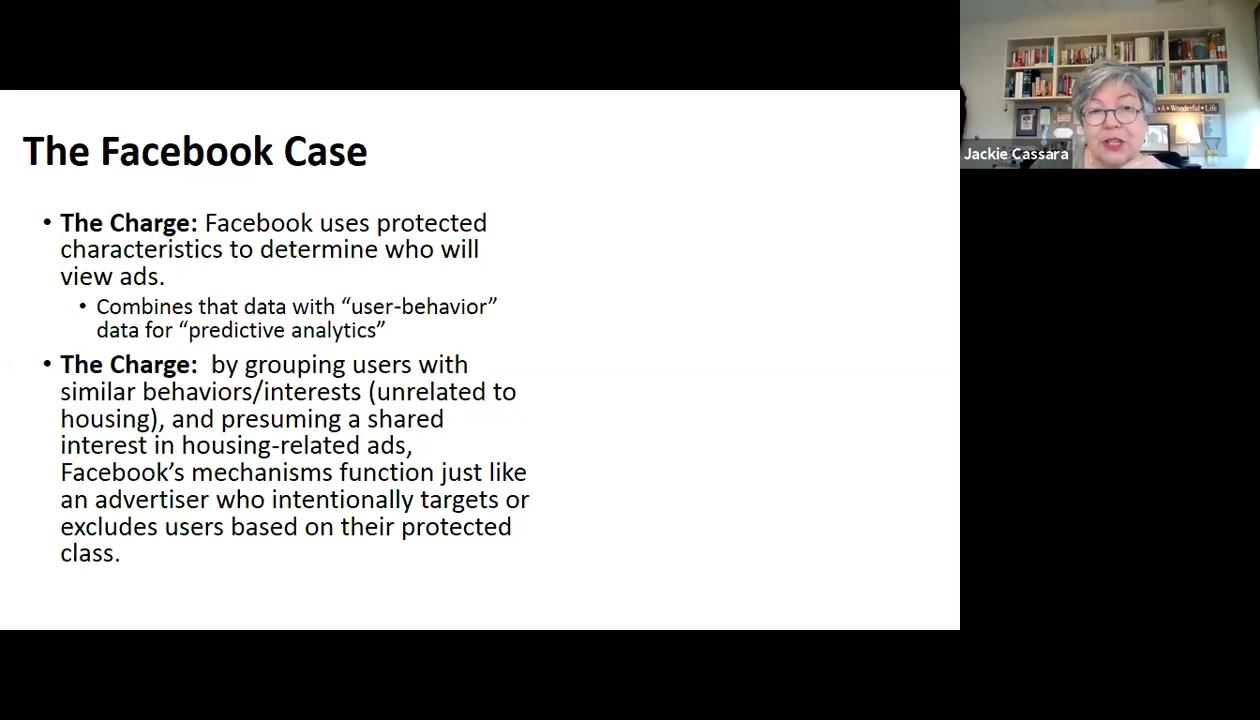 The Facebook Case
• The Charge: Facebook uses protected
characteristics to determine who will
view ads.
• Combines that data with “user-behavior”
data for “predictive analytics”
• The Charge:  by grouping users with
similar behaviors/interests (unrelated to
housing), and presuming a shared
interest in housing-related ads,
Facebook’s mechanisms function just like
an advertiser who intentionally targets or
excludes users based on their protected
class.
A Wonderful Life
Jackie Cassara